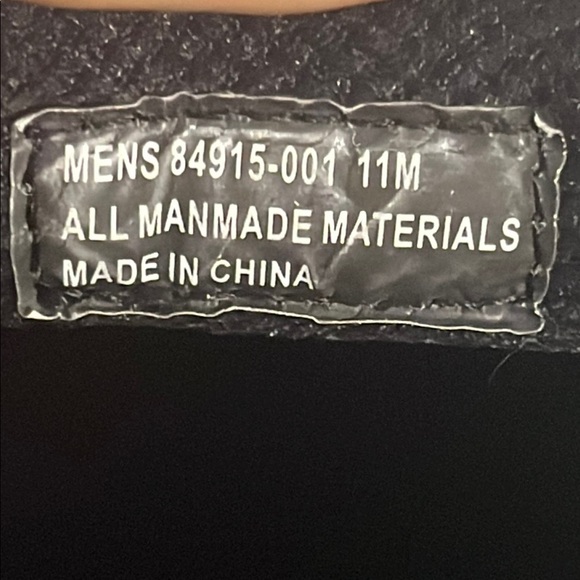 MENS 84915-001 11M
ALL MANMADE MATERIALS
MADE IN CHINA